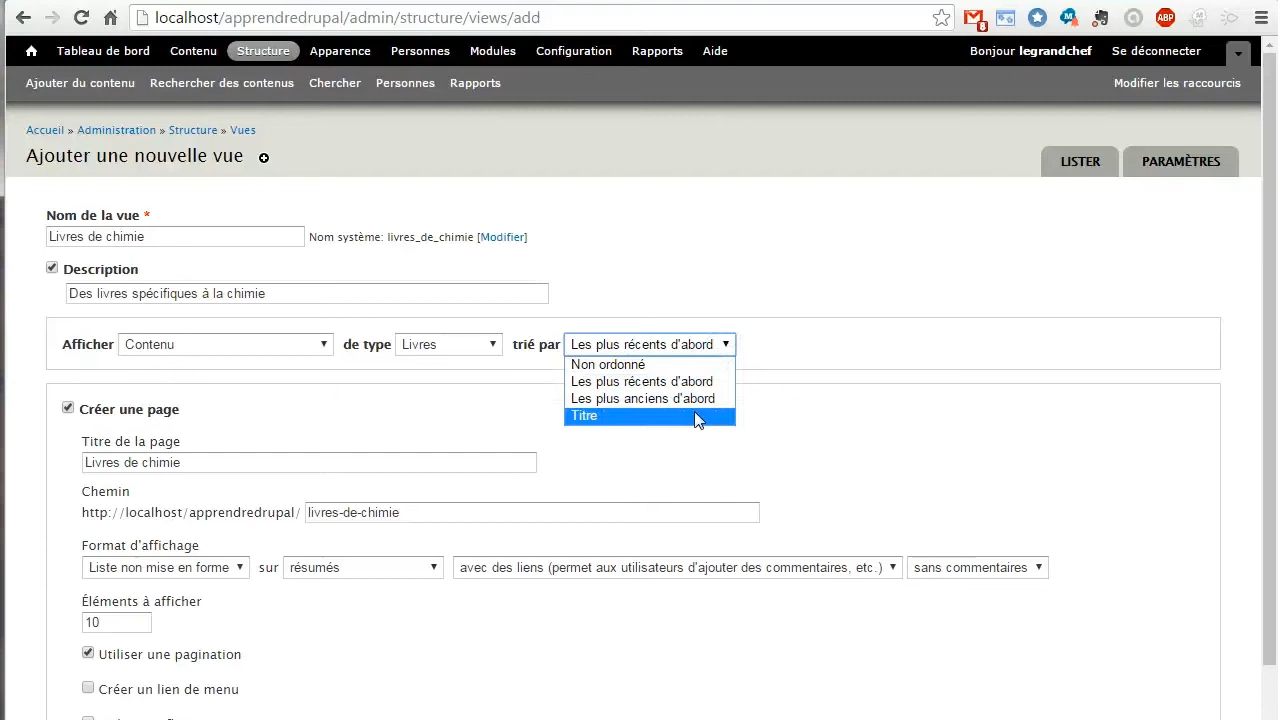 localhost/apprendredrupal/admin/structure/views/add
8
ABP
Tableau de bord Contenu Structure Apparence Personnes Modules Configuration Rapports Aide Bonjour legrandchef Se déconnecter
Ajouter du contenu Rechercher des contenus Chercher Personnes Rapports Modifier les raccourcis
Accueil » Administration » Structure » Vues
Ajouter une nouvelle vue
LISTER PARAMÈTRES
Nom de la vue *
Livres de chimie Nom système: livres_de_chimie [Modifier]
Description
Des livres spécifiques à la chimie
Afficher Contenu de type Livres trié par Les plus récents d'abord
Non ordonné
Les plus récents d'abord
Les plus anciens d'abord
Titre
Créer une page
Titre de la page
Livres de chimie
Chemin
http://localhost/apprendredrupal/ livres-de-chimie
Format d'affichage
Liste non mise en forme sur résumés avec des liens (permet aux utilisateurs d'ajouter des commentaires, etc.) sans commentaires
Éléments à afficher
10
Utiliser une pagination
Créer un lien de menu